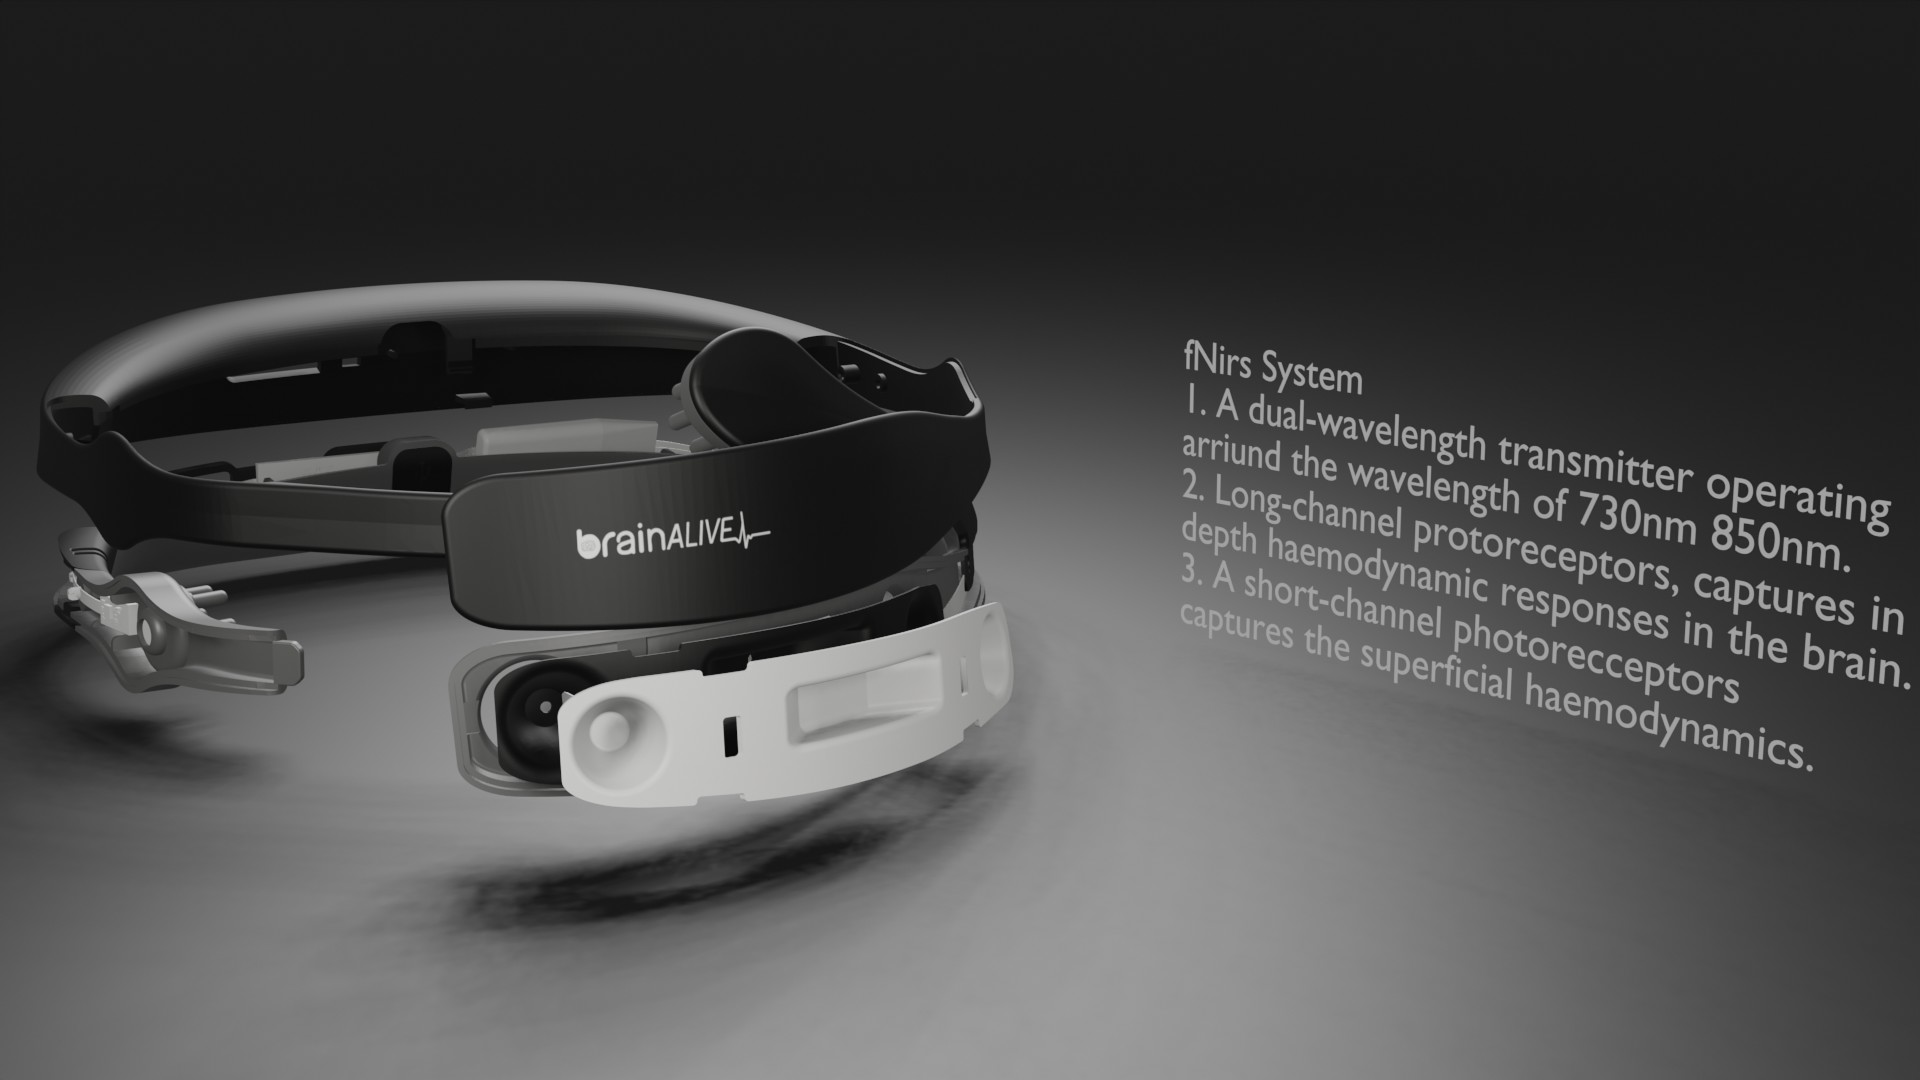 brainALIVE
fNirs System
1. A dual-wavelength transmitter operating
arriund the wavelength of 730nm 850nm.
2. Long-channel protoreceptors, captures in
depth haemodynamic responses in the brain.
3. A short-channel photorecceptors
captures the superficial haemodynamics.